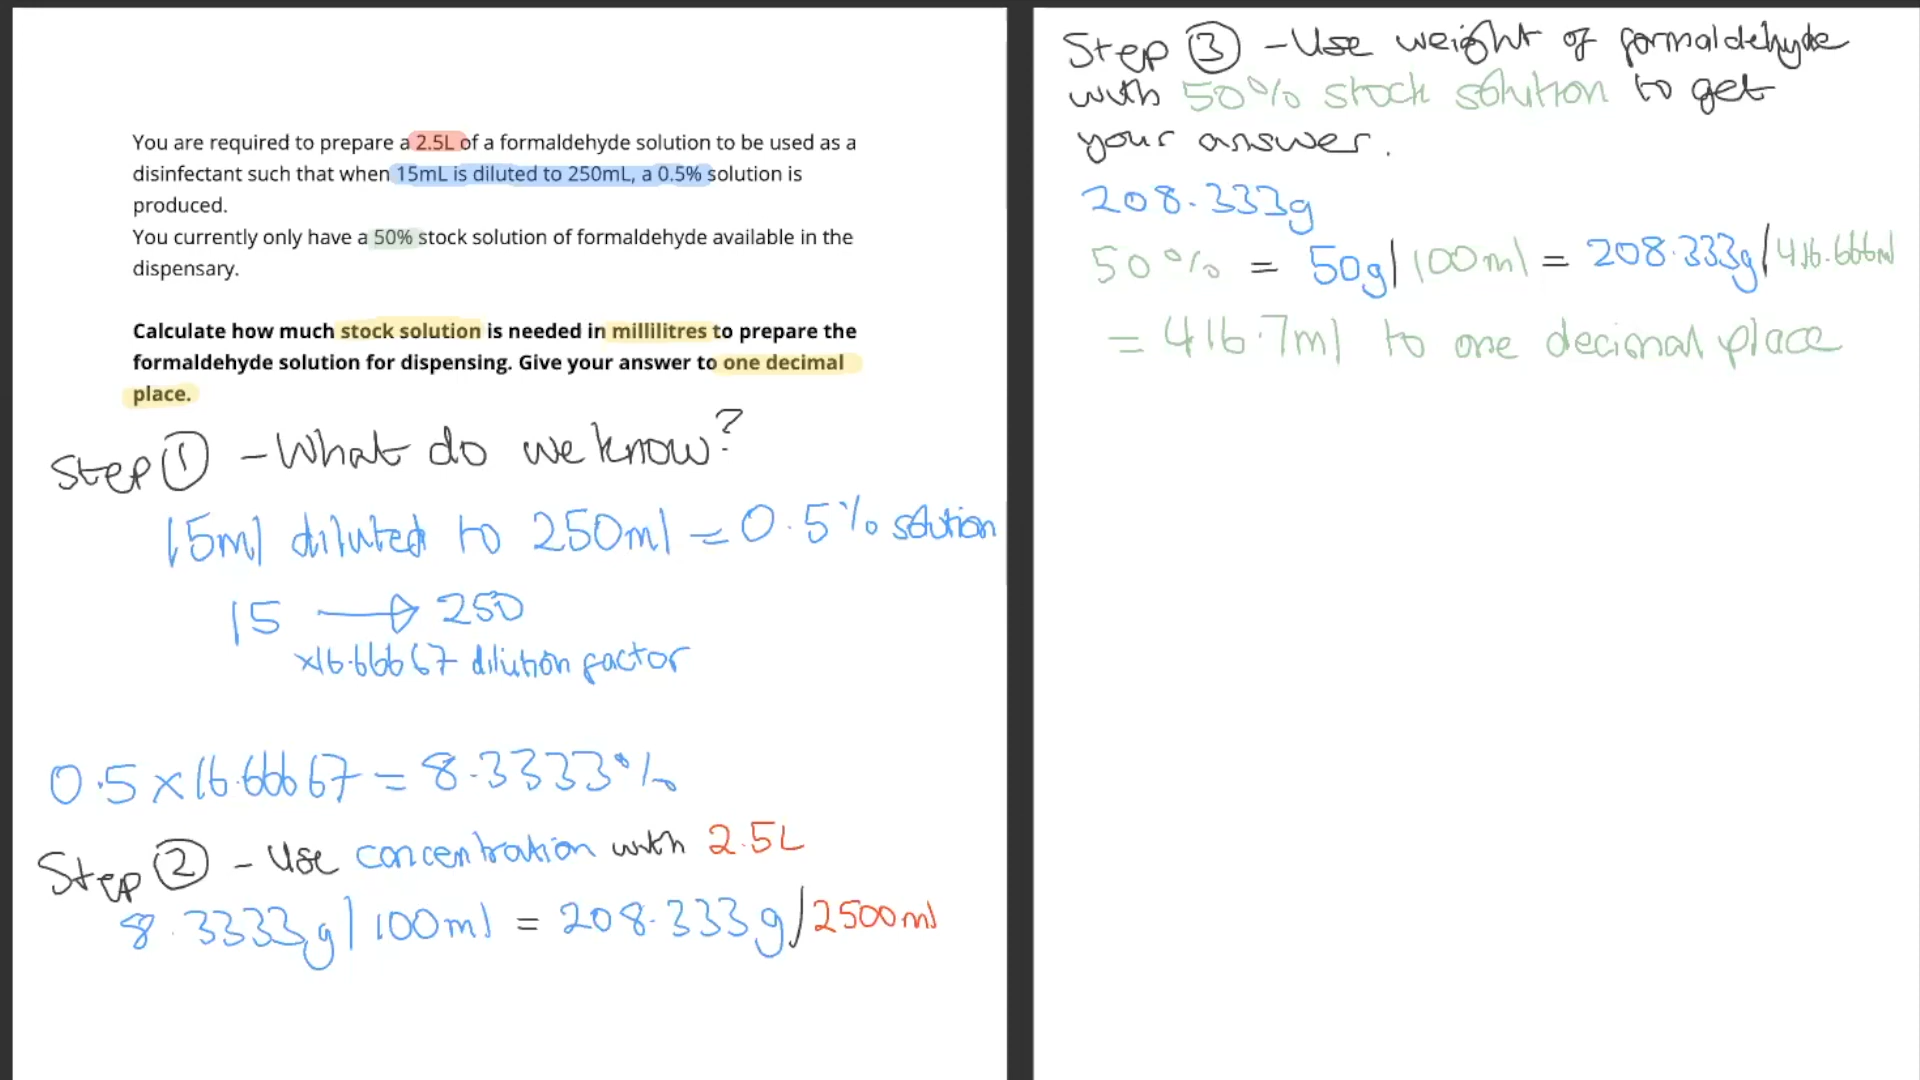 You are required to prepare a 2.5L of a formaldehyde solution to be used as a
disinfectant such that when 15mL is diluted to 250mL, a 0.5% solution is
produced.
You currently only have a 50% stock solution of formaldehyde available in the
dispensary.
Calculate how much stock solution is needed in millilitres to prepare the
formaldehyde solution for dispensing. Give your answer to one decimal
place.
Step ① - What do we know?
15ml diluted to 250ml = 0.5% solution
15 → 250
x16.66667 dilution factor
0.5 x 16.66667 = 8.3333%
Step ② - Use concentration with 2.5L
8.3333g/100ml = 208.333g/2500ml
Step ③ - Use weight of formaldehyde
with 50% stock solution to get
your answer.
208.333g
50% = 50g/100ml = 208.333g/416.666ml
= 416.7ml to one decimal place